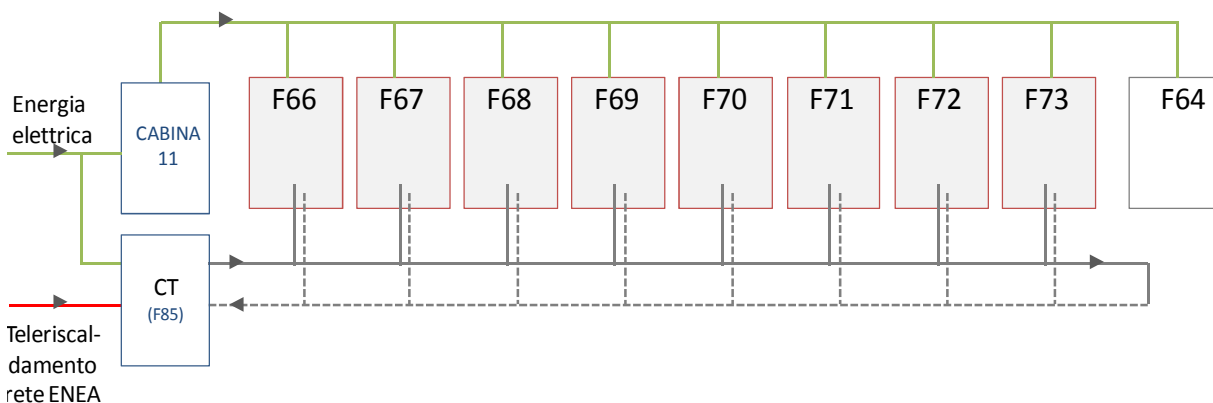 F66 F67 F68 F69 F70 F71 F72 F73 F64
Energia
elettrica
CABINA
11
CT
(F85)
Teleriscal-
damento
rete ENEA